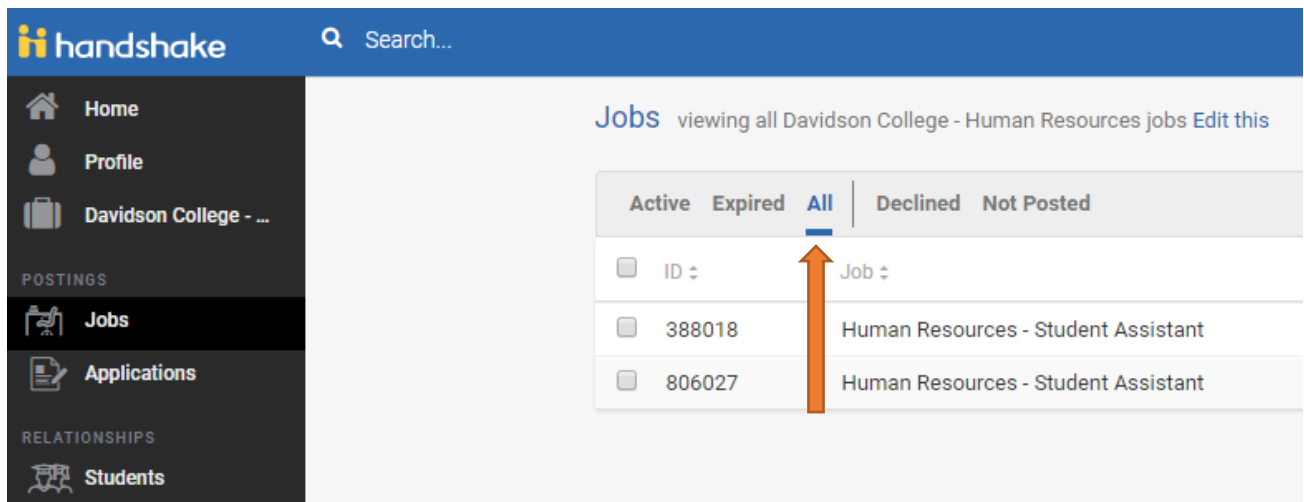 handshake
Search...
Home
Profile
Davidson College - ...
POSTINGS
Jobs
Applications
RELATIONSHIPS
Students
Jobs viewing all Davidson College - Human Resources jobs Edit this
Active Expired All Declined Not Posted
ID Job
388018 Human Resources - Student Assistant
806027 Human Resources - Student Assistant